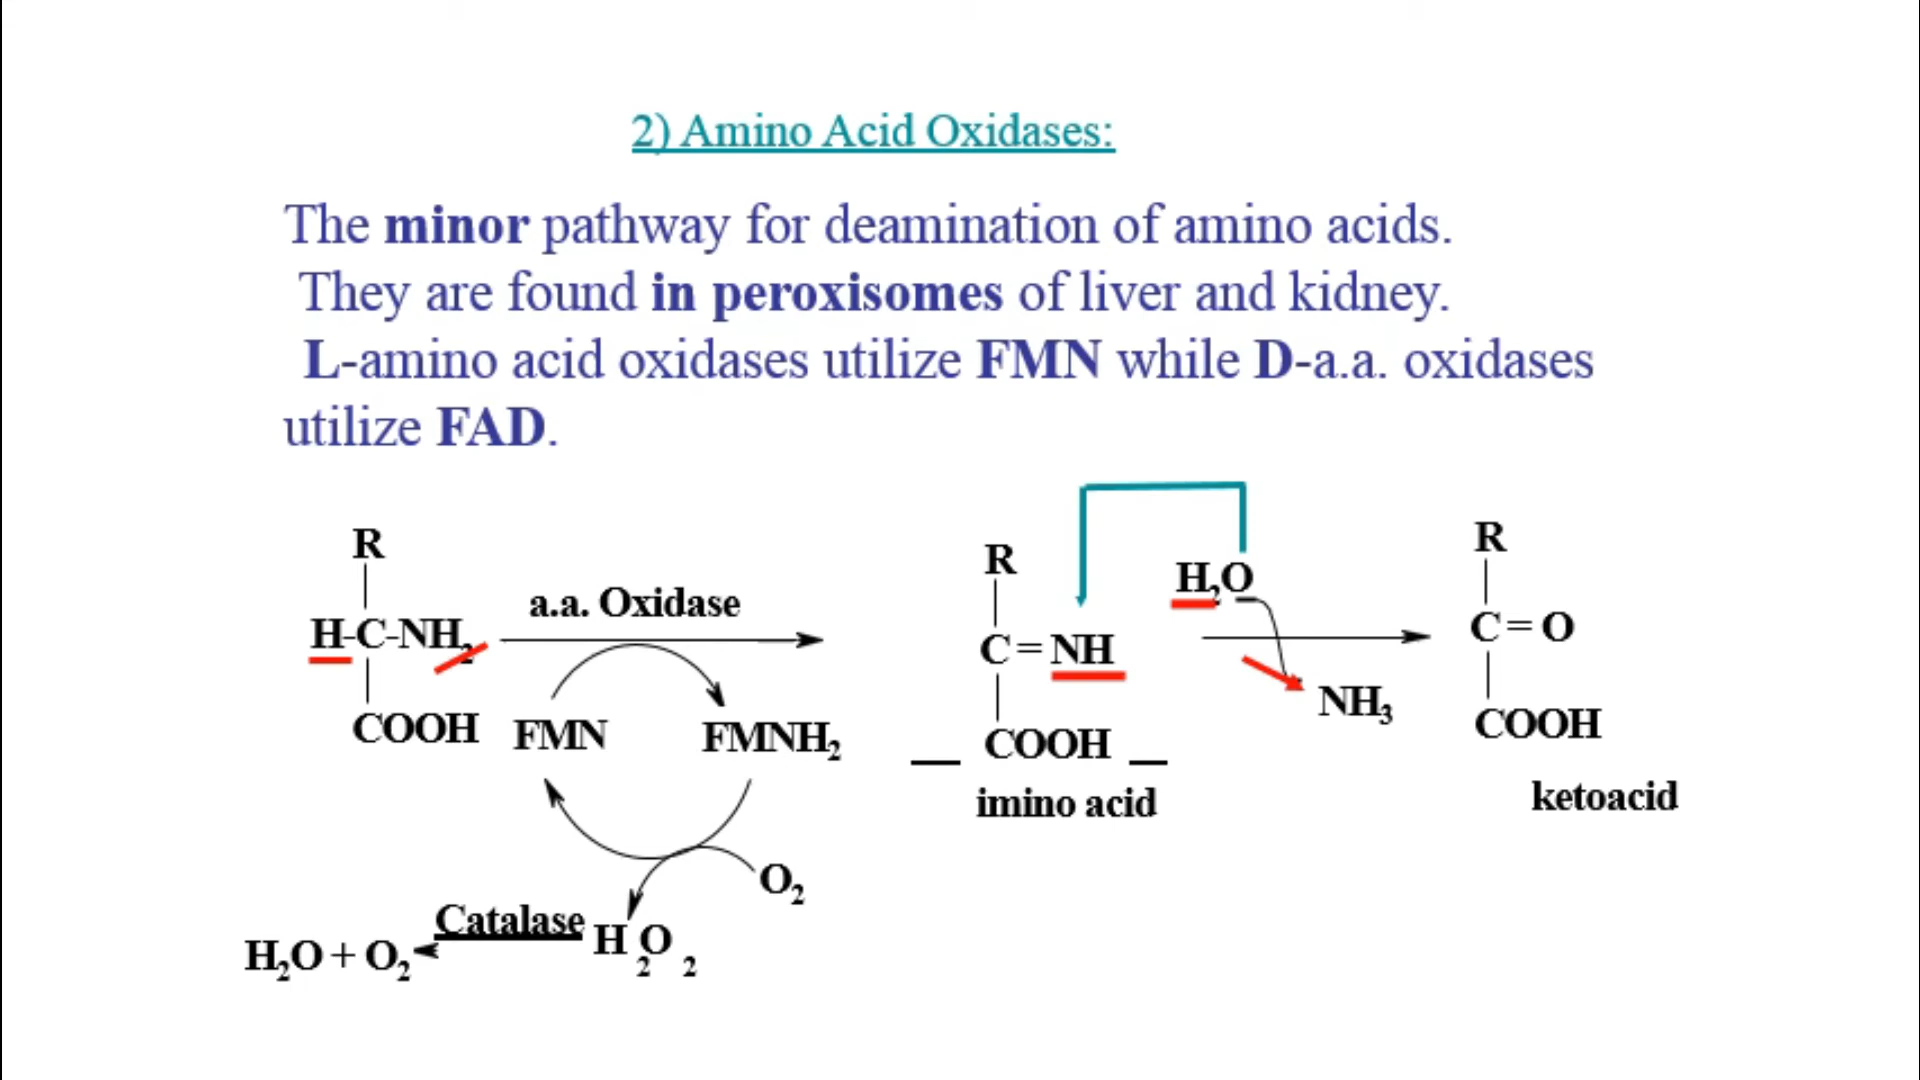 2) Amino Acid Oxidases:
The minor pathway for deamination of amino acids.
They are found in peroxisomes of liver and kidney.
L-amino acid oxidases utilize FMN while D-a.a. oxidases
utilize FAD.
R
H-C-NH₂
COOH
a.a. Oxidase
FMN
FMNH₂
O₂
H₂O₂
Catalase
H₂O + O₂
R
C=NH
COOH
imino acid
H₂O
NH₃
R
C=O
COOH
ketoacid